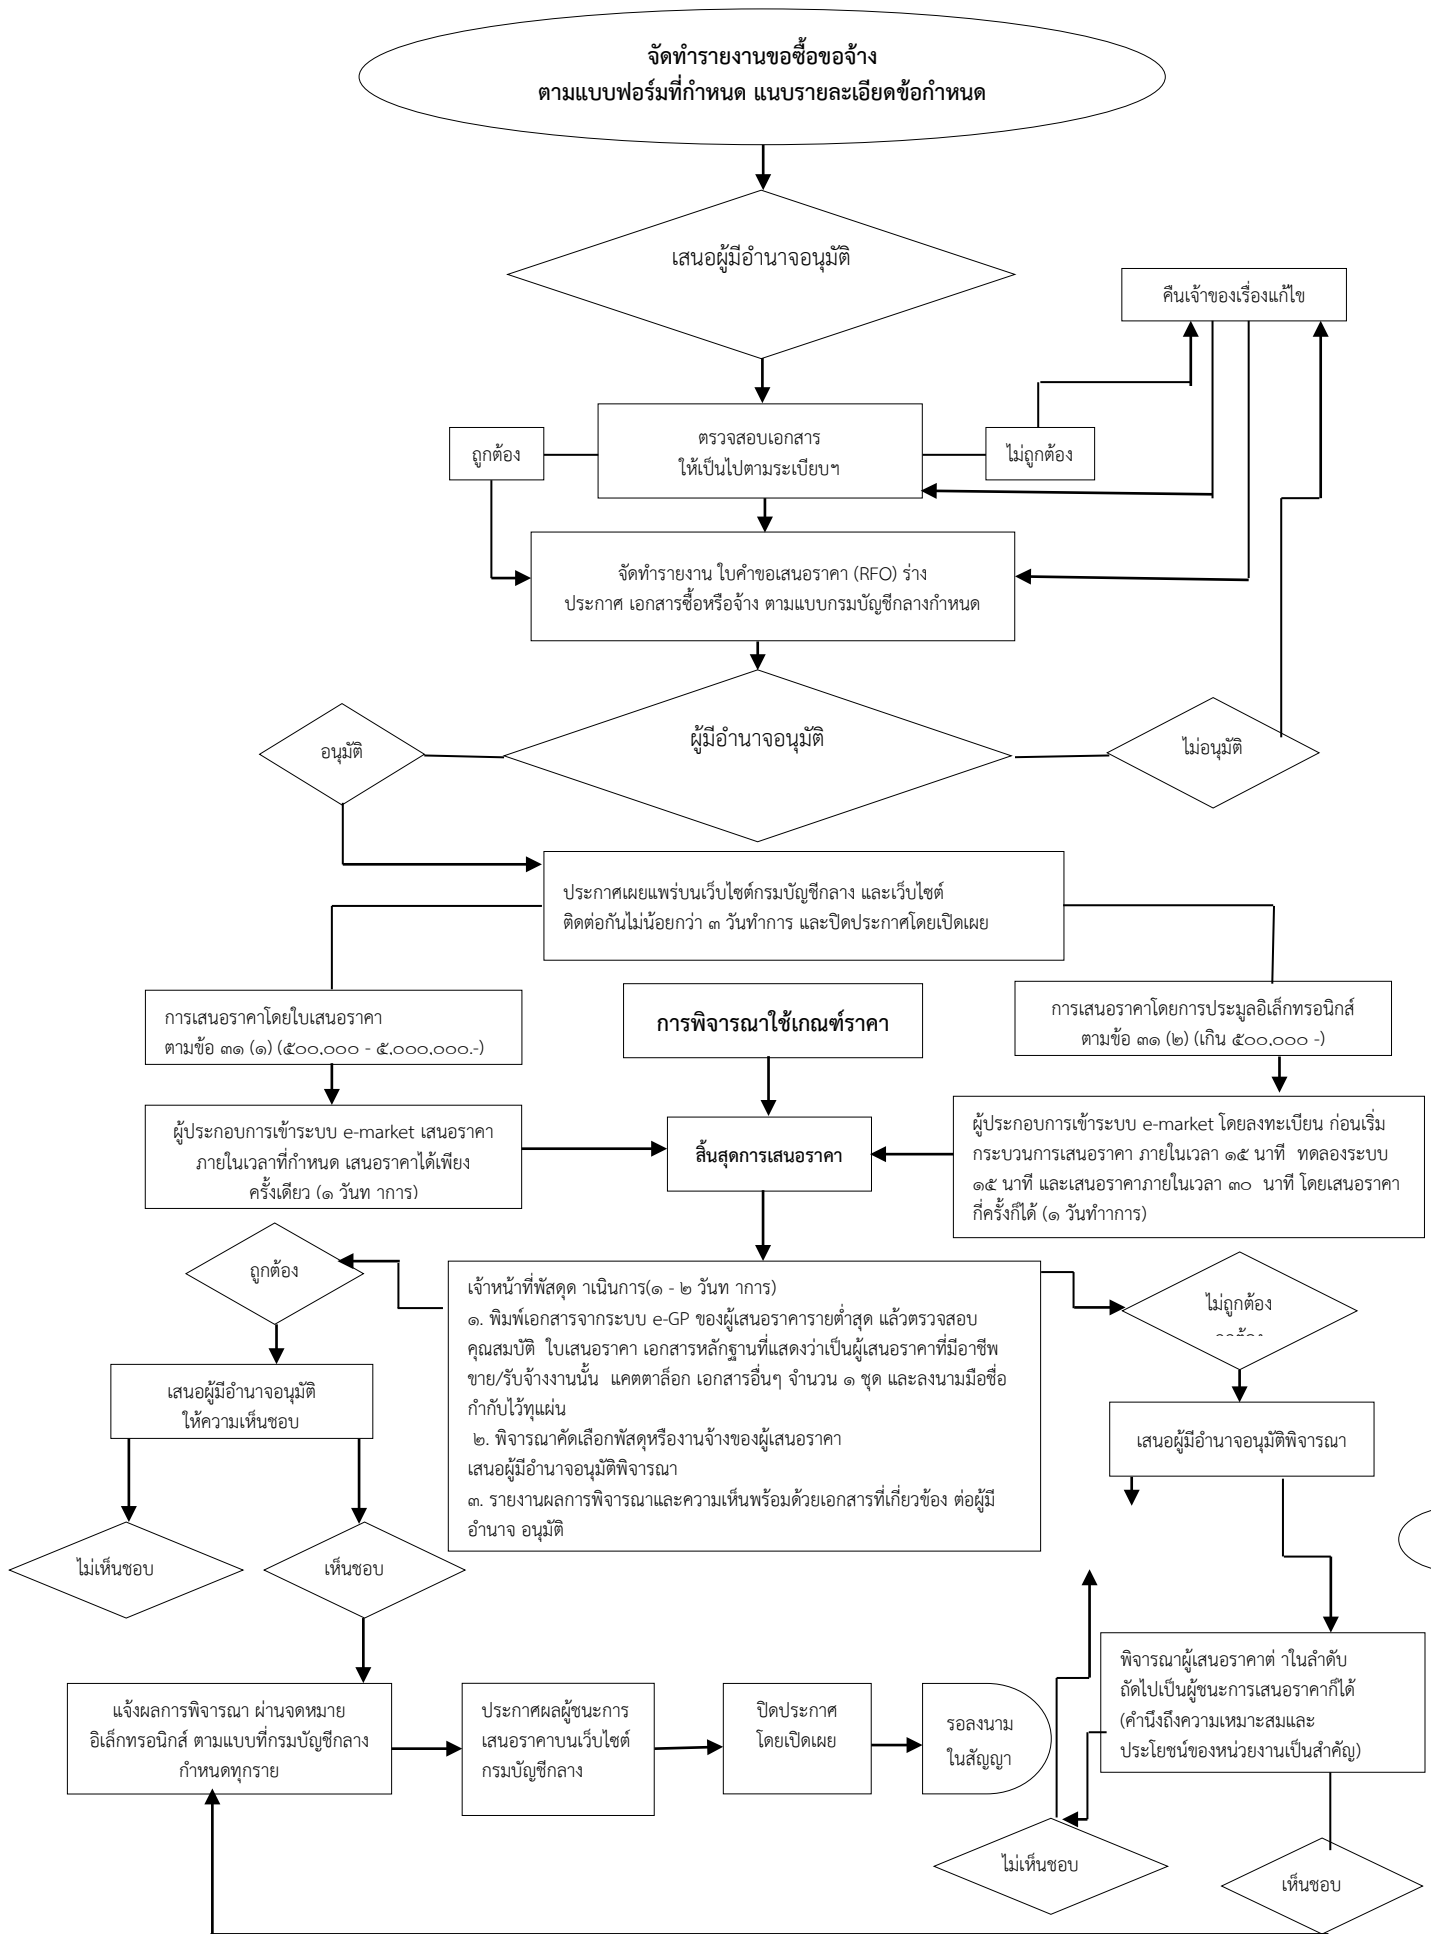 จัดทำรายงานขอซื้อขอจ้าง
ตามแบบฟอร์มที่กำหนด แนบรายละเอียดข้อกำหนด
เสนอผู้มีอำนาจอนุมัติ
คืนเจ้าของเรื่องแก้ไข
ถูกต้อง
ตรวจสอบเอกสาร
ให้เป็นไปตามระเบียบฯ
ไม่ถูกต้อง
จัดทำรายงาน ใบคำขอเสนอราคา (RFO) ร่าง
ประกาศ เอกสารซื้อหรือจ้าง ตามแบบกรมบัญชีกลางกำหนด
อนุมัติ
ผู้มีอำนาจอนุมัติ
ไม่อนุมัติ
ประกาศเผยแพร่บนเว็บไซต์กรมบัญชีกลาง และเว็บไซต์
ติดต่อกันไม่น้อยกว่า ๓ วันทำการ และปิดประกาศโดยเปิดเผย
การเสนอราคาโดยใบเสนอราคา
ตามข้อ ๓๑ (๑) (๕๐๐,๐๐๐ - ๕,๐๐๐,๐๐๐.-)
การพิจารณาใช้เกณฑ์ราคา
การเสนอราคาโดยการประมูลอิเล็กทรอนิกส์
ตามข้อ ๓๑ (๒) (เกิน ๕๐๐,๐๐๐ -)
ผู้ประกอบการเข้าระบบ e-market เสนอราคา
ภายในเวลาที่กำหนด เสนอราคาได้เพียง
ครั้งเดียว (๑ วันท าการ)
สิ้นสุดการเสนอราคา
ผู้ประกอบการเข้าระบบ e-market โดยลงทะเบียน ก่อนเริ่ม
กระบวนการเสนอราคา ภายในเวลา ๑๕ นาที  ทดลองระบบ
๑๕ นาที และเสนอราคาภายในเวลา ๓๐  นาที โดยเสนอราคา
กี่ครั้งก็ได้ (๑ วันทำาการ)
ถูกต้อง
เจ้าหน้าที่พัสดุด าเนินการ(๑ - ๒ วันท าการ)
๑. พิมพ์เอกสารจากระบบ e-GP ของผู้เสนอราคารายต่ำสุด แล้วตรวจสอบ
คุณสมบัติ  ใบเสนอราคา เอกสารหลักฐานที่แสดงว่าเป็นผู้เสนอราคาที่มีอาชีพ
ขาย/รับจ้างงานนั้น  แคตตาล็อก เอกสารอื่นๆ จำนวน ๑ ชุด และลงนามมือชื่อ
กำกับไว้ทุแผ่น
๒. พิจารณาคัดเลือกพัสดุหรืองานจ้างของผู้เสนอราคา
เสนอผู้มีอำนาจอนุมัติพิจารณา
๓. รายงานผลการพิจารณาและความเห็นพร้อมด้วยเอกสารที่เกี่ยวข้อง ต่อผู้มี
อำนาจ อนุมัติ
ไม่ถูกต้อง
เสนอผู้มีอำนาจอนุมัติ
ให้ความเห็นชอบ
เสนอผู้มีอำนาจอนุมัติพิจารณา
ไม่เห็นชอบ
เห็นชอบ
พิจารณาผู้เสนอราคาต่ าในลำดับ
ถัดไปเป็นผู้ชนะการเสนอราคาก็ได้
(คำนึงถึงความเหมาะสมและ
ประโยชน์ของหน่วยงานเป็นสำคัญ)
แจ้งผลการพิจารณา ผ่านจดหมาย
อิเล็กทรอนิกส์ ตามแบบที่กรมบัญชีกลาง
กำหนดทุกราย
ประกาศผลผู้ชนะการ
เสนอราคาบนเว็บไซต์
กรมบัญชีกลาง
ปิดประกาศ
โดยเปิดเผย
รอลงนาม
ในสัญญา
ไม่เห็นชอบ
เห็นชอบ